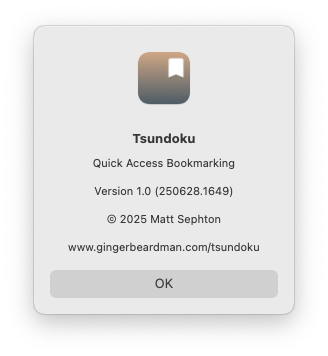 Tsundoku
Quick Access Bookmarking
Version 1.0 (250628.1649)
© 2025 Matt Sephton
www.gingerbeardman.com/tsundoku
OK